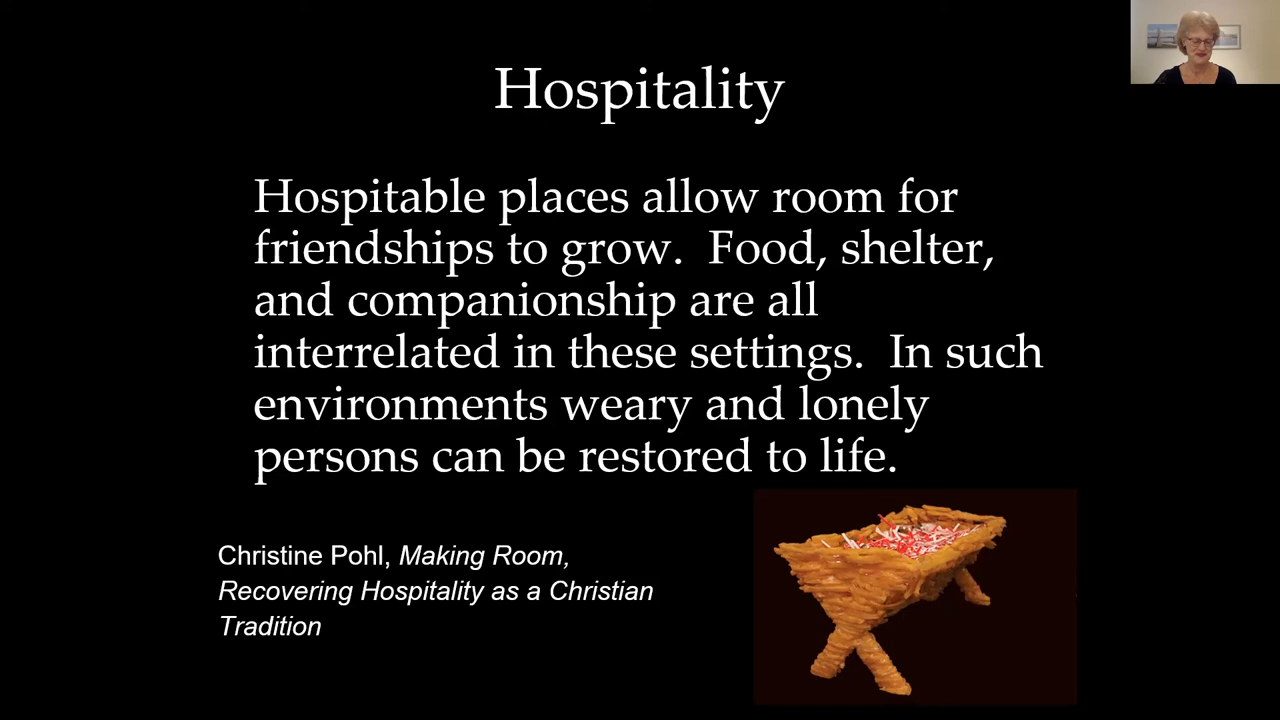 Hospitality
Hospitable places allow room for
friendships to grow.  Food, shelter,
and companionship are all
interrelated in these settings.  In such
environments weary and lonely
persons can be restored to life.
Christine Pohl, Making Room,
Recovering Hospitality as a Christian
Tradition